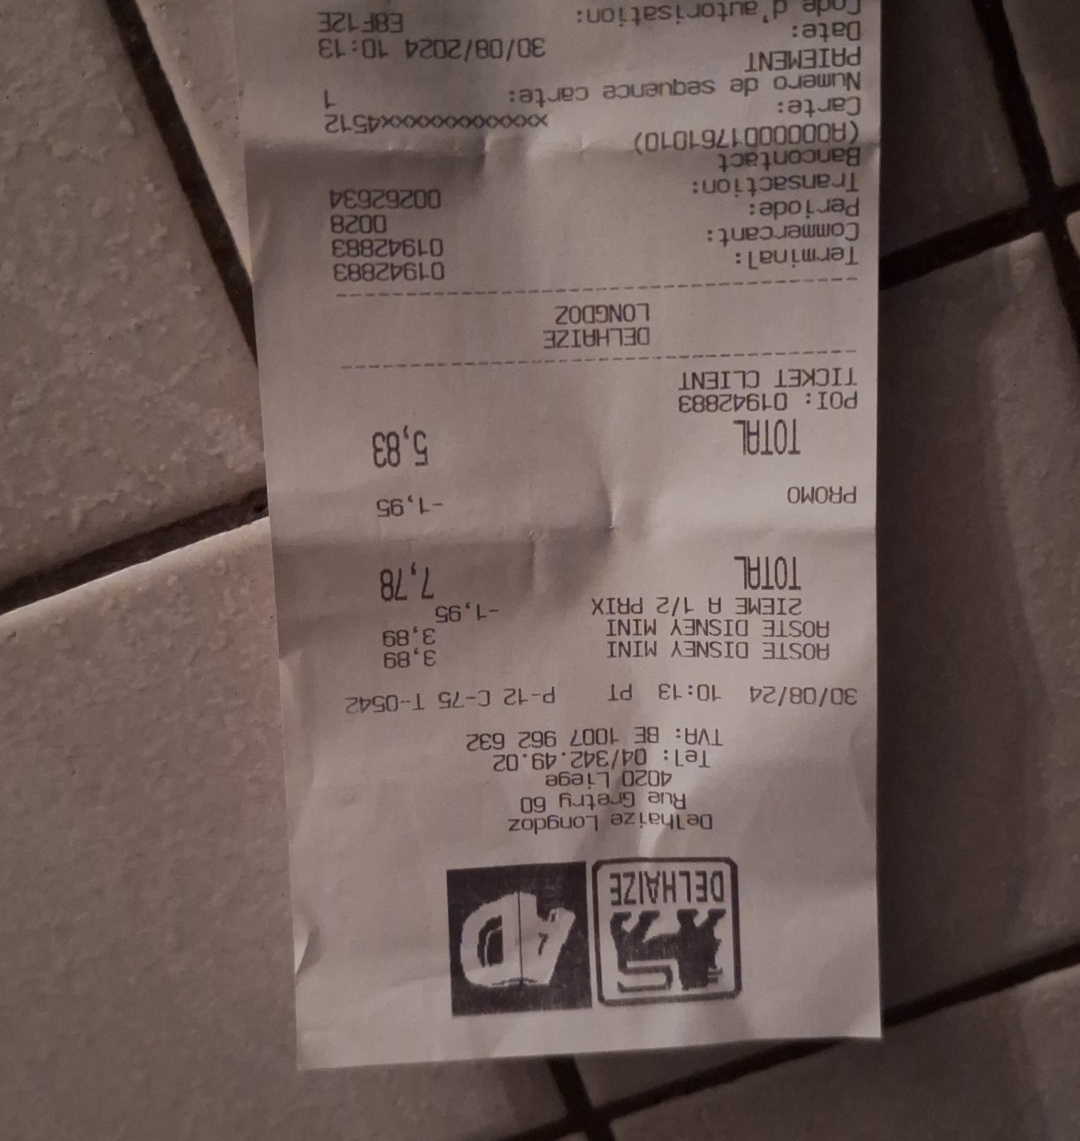 DELHAIZE AD
Delhaize Longdoz
Rue Gretry 60
4020 Liege
Tel: 04/342.49.02
TVA: BE 1007 962 632
30/08/24 10:13 PT P-12 C-75 T-0542
AOSTE DISNEY MINI 3,89
AOSTE DISNEY MINI 3,89
2IEME A 1/2 PRIX -1,95
TOTAL 7,78
PROMO -1,95
TOTAL 5,83
POI: 01942883
TICKET CLIENT
DELHAIZE
LONGDOZ
Terminal: 01942883
Commercant: 01942883
Periode: 0028
Transaction: 00262634
Bancontact
(A0000001761010)
Carte: xxxxxxxxxxxxx4512
Numero de sequence carte: 1
PAIEMENT
Date: 30/08/2024 10:13
Code d'autorisation: E8F12E